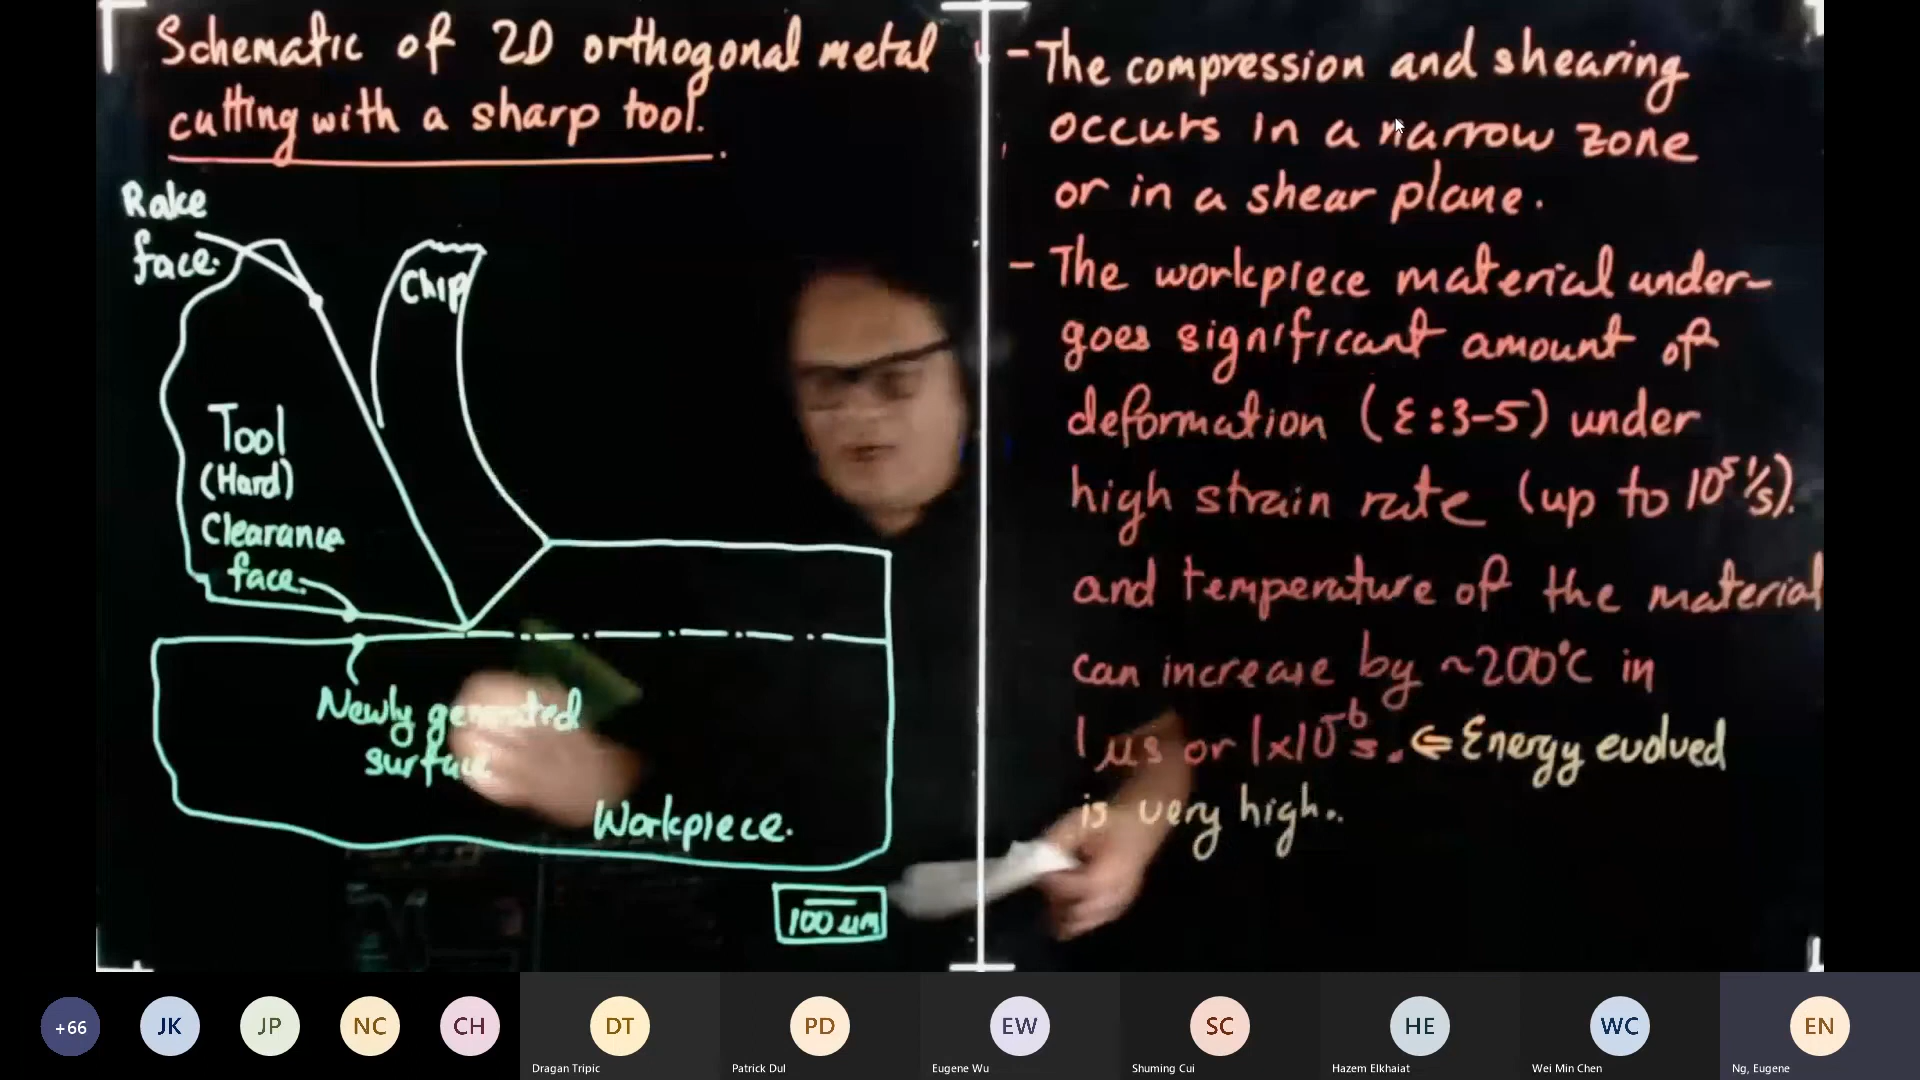 Schematic of 2D orthogonal metal
cutting with a sharp tool.
Rake
face.
Chip
Tool
(Hard)
Clearance
face.
Newly generated
surface
Workpiece.
100 µm
- The compression and shearing
occurs in a narrow zone
or in a shear plane.
- The workpiece material under-
goes significant amount of
deformation (ε:3-5) under
high strain rate (up to 10⁵ 1/s).
and temperature of the material
can increase by ~200°C in
1 µs or 1x10⁻⁶ s. ⇐ Energy evolved
is very high..
+66
JK
JP
NC
CH
DT
PD
EW
SC
HE
WC
EN
Dragan Tripic
Patrick Dul
Eugene Wu
Shuming Cui
Hazem Elkhaiat
Wei Min Chen
Ng, Eugene